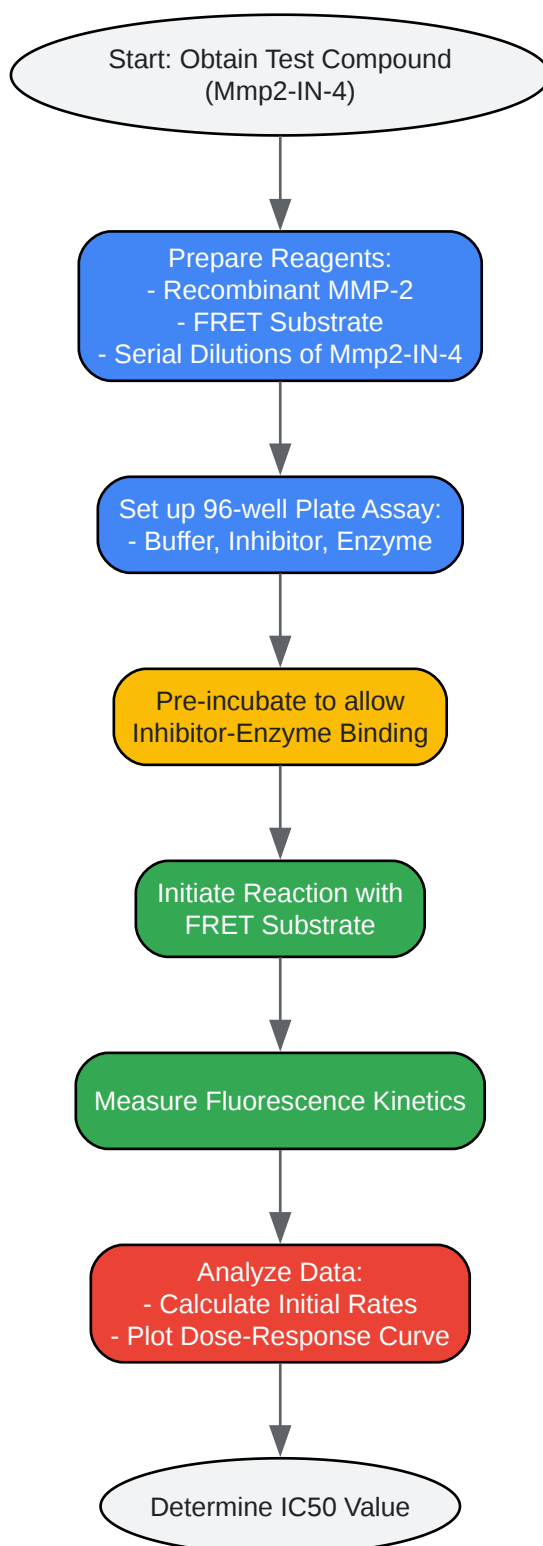 Start: Obtain Test Compound
(Mmp2-IN-4)
Prepare Reagents:
- Recombinant MMP-2
- FRET Substrate
- Serial Dilutions of Mmp2-IN-4
Set up 96-well Plate Assay:
- Buffer, Inhibitor, Enzyme
Pre-incubate to allow
Inhibitor-Enzyme Binding
Initiate Reaction with
FRET Substrate
Measure Fluorescence Kinetics
Analyze Data:
- Calculate Initial Rates
- Plot Dose-Response Curve
Determine IC50 Value